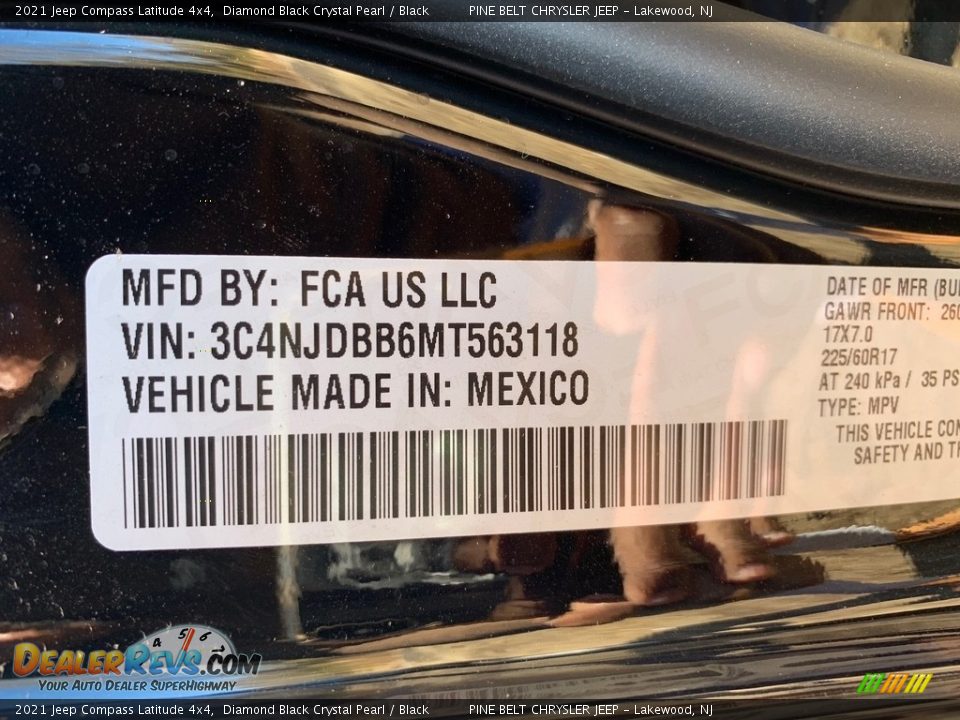 2021 Jeep Compass Latitude 4x4, Diamond Black Crystal Pearl / Black PINE BELT CHRYSLER JEEP - Lakewood, NJ
MFD BY: FCA US LLC
VIN: 3C4NJDBB6MT563118
VEHICLE MADE IN: MEXICO
DATE OF MFR
GAWR FRONT:
17X7.0
225/60R17
AT 240 kPa / 35
TYPE: MPV
THIS VEHICLE
SAFETY AND
4 5 6
DEALERREVS.COM
YOUR AUTO DEALER SUPERHIGHWAY
2021 Jeep Compass Latitude 4x4, Diamond Black Crystal Pearl / Black PINE BELT CHRYSLER JEEP - Lakewood, NJ